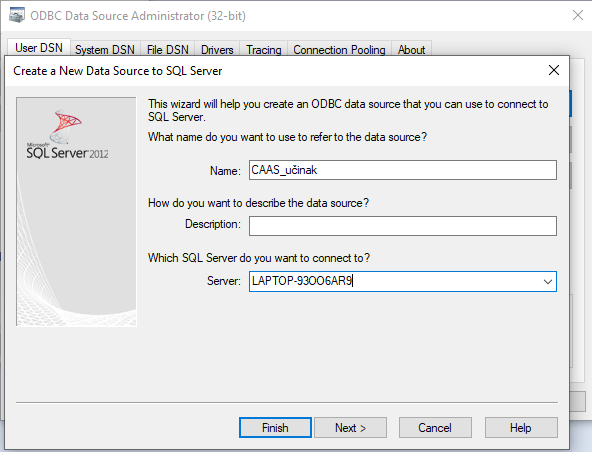 ODBC Data Source Administrator (32-bit)
User DSN System DSN File DSN Drivers Tracing Connection Pooling About
Create a New Data Source to SQL Server
Microsoft
SQL Server 2012
This wizard will help you create an ODBC data source that you can use to connect to
SQL Server.
What name do you want to use to refer to the data source?
Name: CAAS_učinak
How do you want to describe the data source?
Description:
Which SQL Server do you want to connect to?
Server: LAPTOP-93OO6AR9
Finish Next > Cancel Help